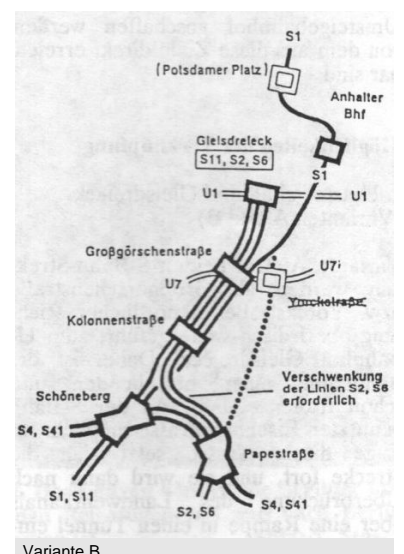 S1
(Potsdamer Platz)
Anhalter
Bhf
Gleisdreieck
S11, S2, S6
S1
U1
U1
Großgörschenstraße
U7
U7
Yorckstraße
Kolonnenstraße
Verschwenkung
der Linien S2, S6
erforderlich
Schöneberg
S4, S41
Papestraße
S1, S11
S2, S6
S4, S41
Variante B